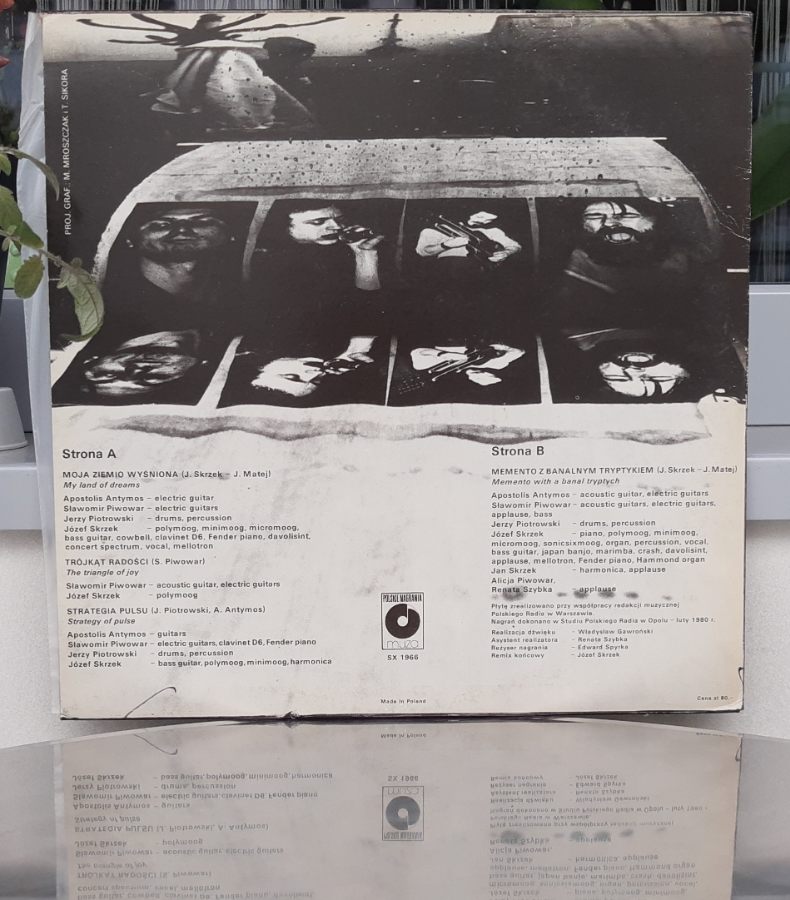 PROJ. GRAF.: M. MROSZCZAK I T. SIKORA
Strona A
MOJA ZIEMIO WYŚNIONA (J. Skrzek – J. Matej)
My land of dreams
Apostolis Antymos – electric guitar
Sławomir Piwowar – electric guitars
Jerzy Piotrowski – drums, percussion
Józef Skrzek – polymoog, minimoog, micromoog,
bass guitar, cowbell, clavinet D6, Fender piano, davolisint,
concert spectrum, vocal, mellotron
TRÓJKĄT RADOŚCI (S. Piwowar)
The triangle of joy
Sławomir Piwowar – acoustic guitar, electric guitars
Józef Skrzek – polymoog
STRATEGIA PULSU (J. Piotrowski, A. Antymos)
Strategy of pulse
Apostolis Antymos – guitars
Sławomir Piwowar – electric guitars, clavinet D6, Fender piano
Jerzy Piotrowski – drums, percussion
Józef Skrzek – bass guitar, polymoog, minimoog, harmonica
Strona B
MEMENTO Z BANALNYM TRYPTYKIEM (J. Skrzek – J. Matej)
Memento with a banal tryptych
Apostolis Antymos – acoustic guitar, electric guitars
Sławomir Piwowar – acoustic guitars, electric guitars,
applause, bass
Jerzy Piotrowski – drums, percussion
Józef Skrzek – piano, polymoog, minimoog,
micromoog, sonicsixmoog, organ, percussion, vocal,
bass guitar, japan banjo, marimba, crash, davolisint,
applause, mellotron, Fender piano, Hammond organ
Jan Skrzek – harmonica, applause
Alicja Piwowar,
Renata Szybka – applause
Płytę zrealizowano przy współpracy redakcji muzycznej
Polskiego Radia w Warszawie.
Nagrań dokonano w Studiu Polskiego Radia w Opolu – luty 1980 r.
Realizacja dźwięku – Władysław Gawroński
Asystent realizatora – Renata Szybka
Reżyser nagrania – Edward Spyrka
Remix końcowy – Józef Skrzek
POLSKIE NAGRANIA
muza
SX 1966
Made in Poland
Cena zł 80,–